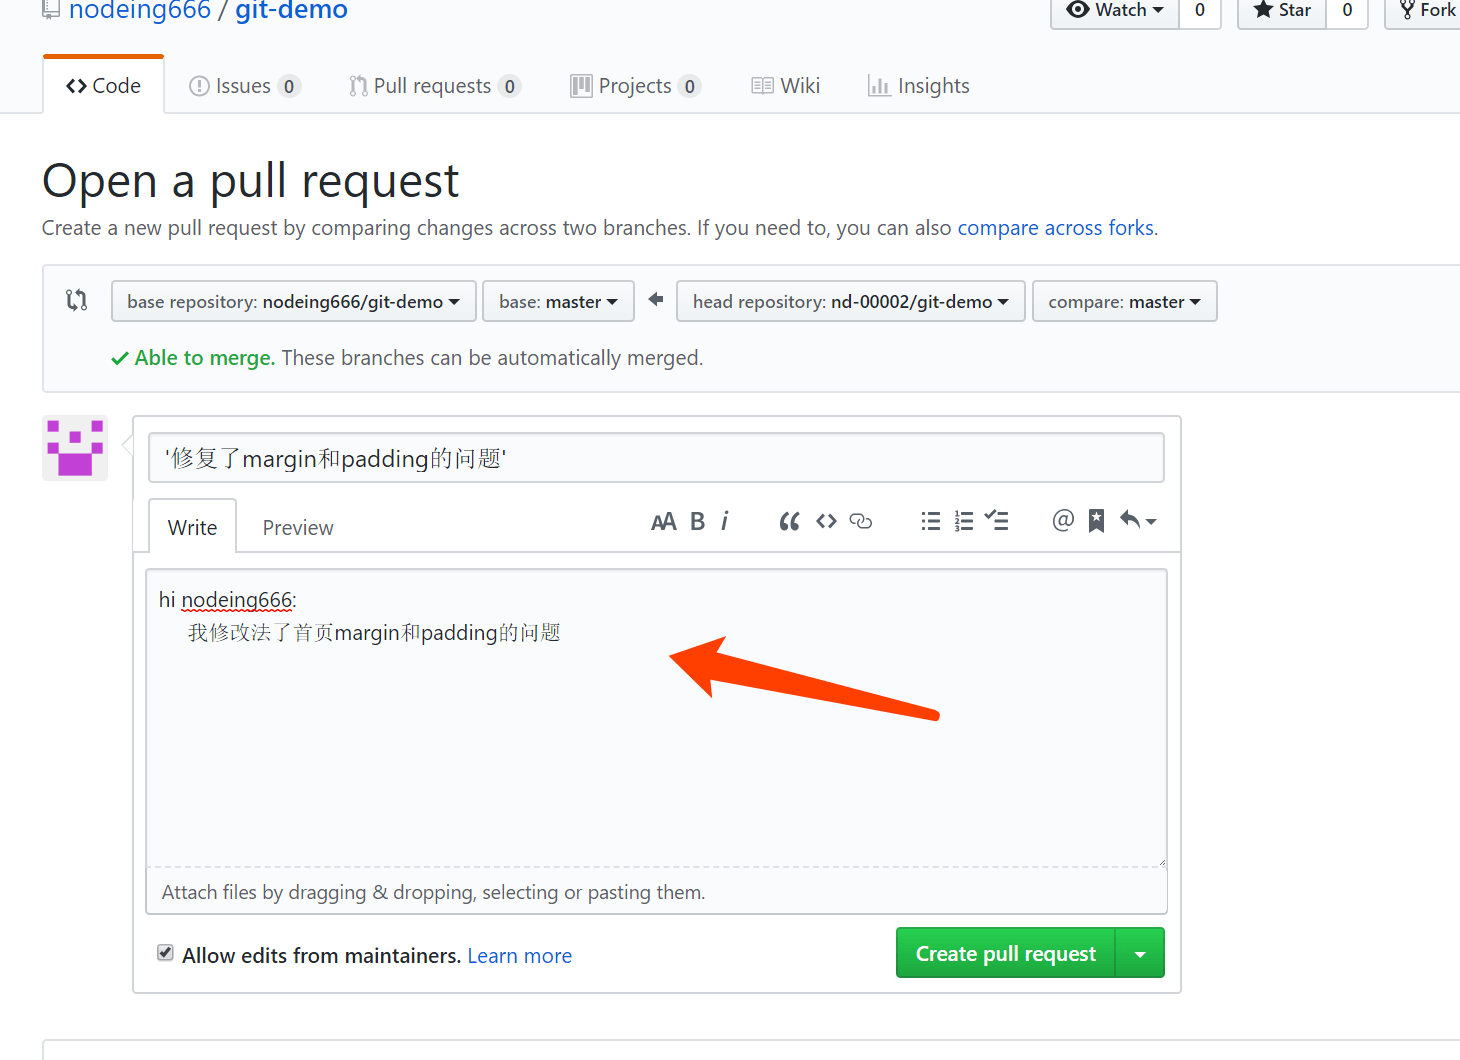 nodeing666 / git-demo
Watch 0 Star 0 Fork
Code Issues 0 Pull requests 0 Projects 0 Wiki Insights
Open a pull request
Create a new pull request by comparing changes across two branches. If you need to, you can also compare across forks.
base repository: nodeing666/git-demo base: master head repository: nd-00002/git-demo compare: master
Able to merge. These branches can be automatically merged.
'修复了margin和padding的问题'
Write Preview AA B i
hi nodeing666:
我修改法了首页margin和padding的问题
Attach files by dragging & dropping, selecting or pasting them.
Allow edits from maintainers. Learn more
Create pull request